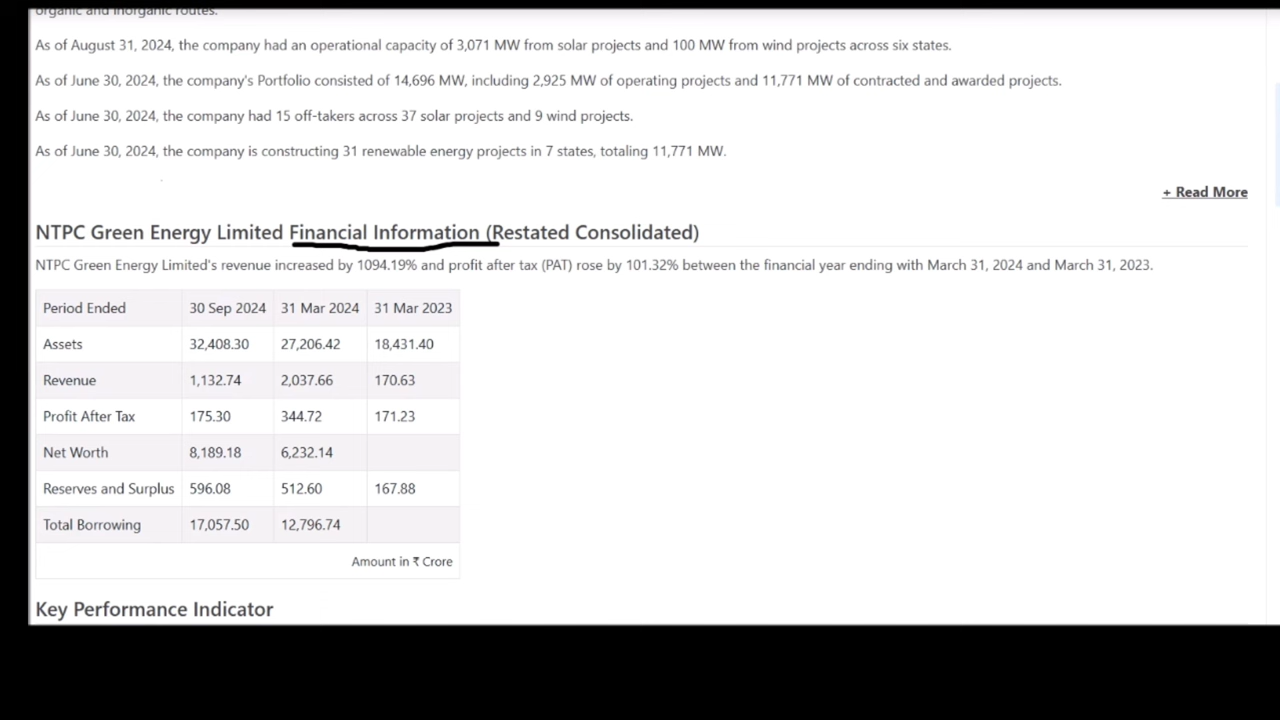 organic and inorganic routes.
As of August 31, 2024, the company had an operational capacity of 3,071 MW from solar projects and 100 MW from wind projects across six states.
As of June 30, 2024, the company's Portfolio consisted of 14,696 MW, including 2,925 MW of operating projects and 11,771 MW of contracted and awarded projects.
As of June 30, 2024, the company had 15 off-takers across 37 solar projects and 9 wind projects.
As of June 30, 2024, the company is constructing 31 renewable energy projects in 7 states, totaling 11,771 MW.
+ Read More
NTPC Green Energy Limited Financial Information (Restated Consolidated)
NTPC Green Energy Limited's revenue increased by 1094.19% and profit after tax (PAT) rose by 101.32% between the financial year ending with March 31, 2024 and March 31, 2023.
Period Ended 30 Sep 2024 31 Mar 2024 31 Mar 2023
Assets 32,408.30 27,206.42 18,431.40
Revenue 1,132.74 2,037.66 170.63
Profit After Tax 175.30 344.72 171.23
Net Worth 8,189.18 6,232.14
Reserves and Surplus 596.08 512.60 167.88
Total Borrowing 17,057.50 12,796.74
Amount in ₹ Crore
Key Performance Indicator